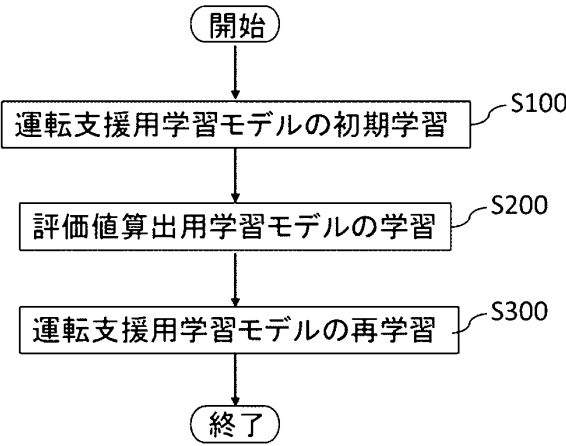 開始
運転支援用学習モデルの初期学習
S100
評価値算出用学習モデルの学習
S200
運転支援用学習モデルの再学習
S300
終了